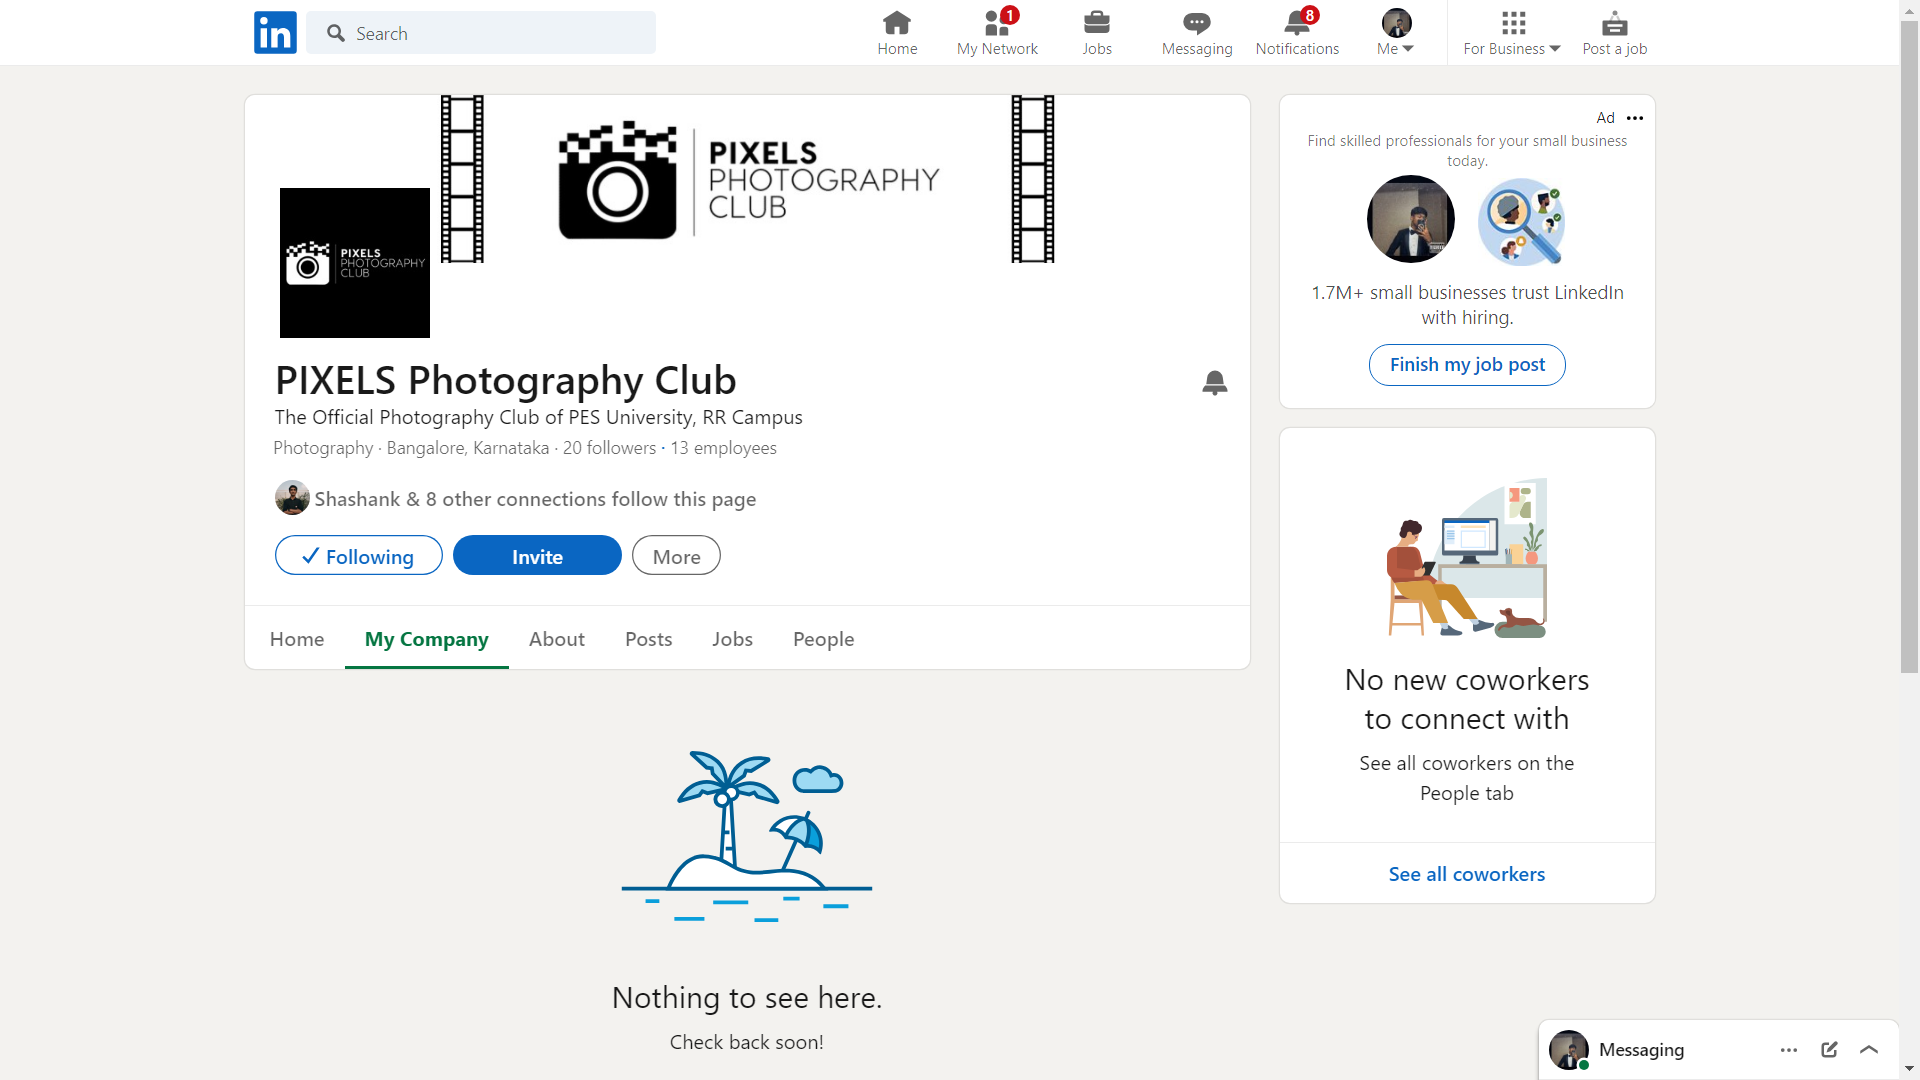 in
Search
1
8
Home
My Network
Jobs
Messaging
Notifications
Me
For Business
Post a job
PIXELS
PHOTOGRAPHY
CLUB
PIXELS
PHOTOGRAPHY
CLUB
PIXELS Photography Club
The Official Photography Club of PES University, RR Campus
Photography · Bangalore, Karnataka · 20 followers · 13 employees
Shashank & 8 other connections follow this page
Following
Invite
More
Home
My Company
About
Posts
Jobs
People
Nothing to see here.
Check back soon!
Ad
Find skilled professionals for your small business
today.
1.7M+ small businesses trust LinkedIn
with hiring.
Finish my job post
No new coworkers
to connect with
See all coworkers on the
People tab
See all coworkers
Messaging